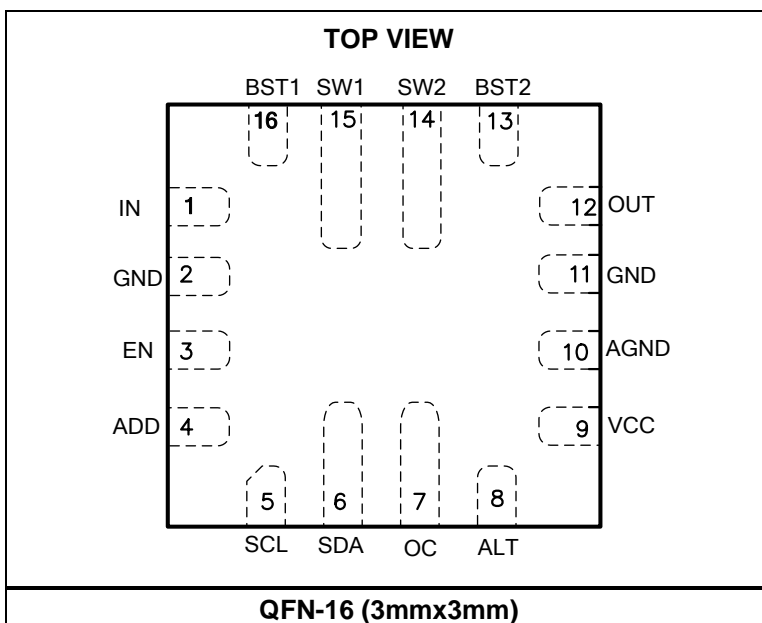 TOP VIEW
BST1 SW1 SW2 BST2
16 15 14 13
IN 1 12 OUT
GND 2 11 GND
EN 3 10 AGND
ADD 4 9 VCC
5 6 7 8
SCL SDA OC ALT
QFN-16 (3mmx3mm)